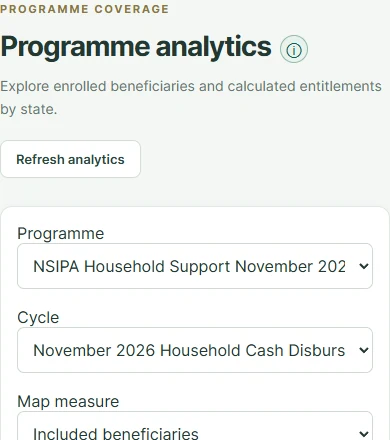 PROGRAMME COVERAGE
Programme analytics
Explore enrolled beneficiaries and calculated entitlements
by state.
Refresh analytics
Programme
NSIPA Household Support November 202
Cycle
November 2026 Household Cash Disburs
Map measure
Included beneficiaries